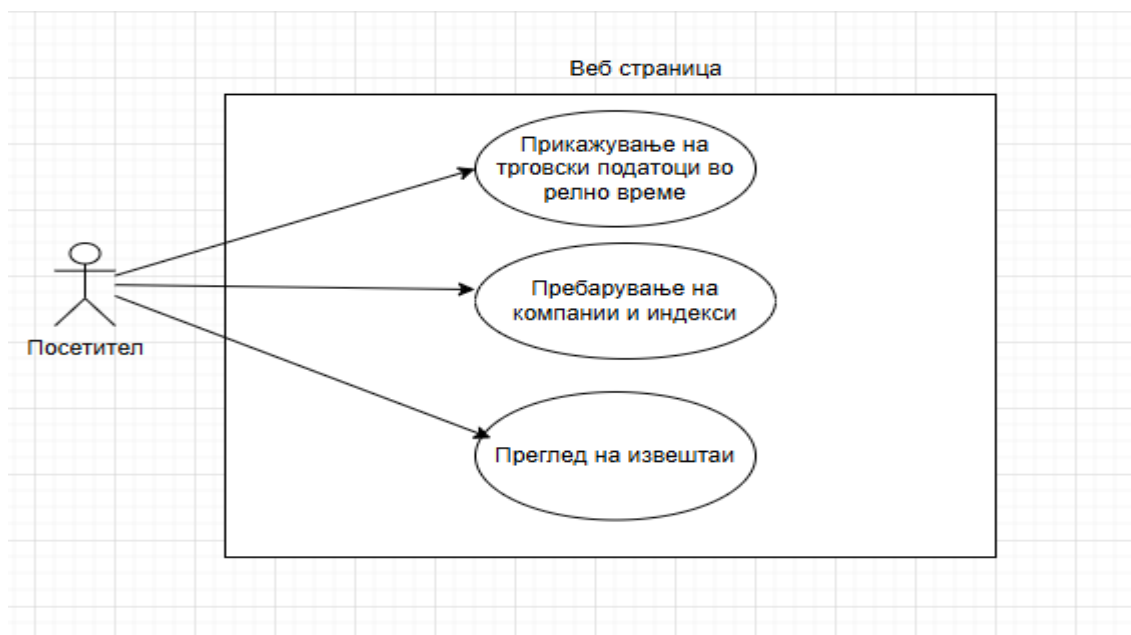 Веб страница
Прикажување на
трговски податоци во
релно време
Пребарување на
компании и индекси
Посетител
Преглед на извештаи